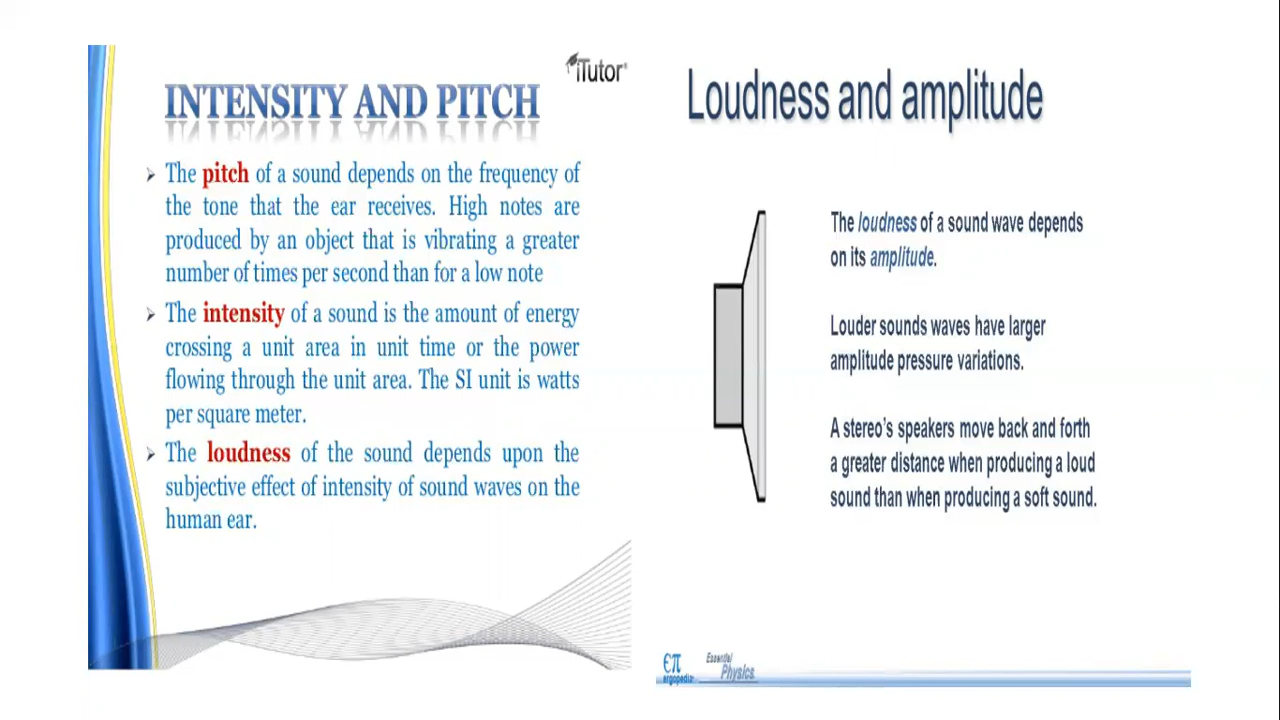 iTutor
INTENSITY AND PITCH
The pitch of a sound depends on the frequency of
the tone that the ear receives. High notes are
produced by an object that is vibrating a greater
number of times per second than for a low note
The intensity of a sound is the amount of energy
crossing a unit area in unit time or the power
flowing through the unit area. The SI unit is watts
per square meter.
The loudness of the sound depends upon the
subjective effect of intensity of sound waves on the
human ear.
Loudness and amplitude
The loudness of a sound wave depends
on its amplitude.
Louder sounds waves have larger
amplitude pressure variations.
A stereo's speakers move back and forth
a greater distance when producing a loud
sound than when producing a soft sound.
єπ
ergopedia
Essential
Physics